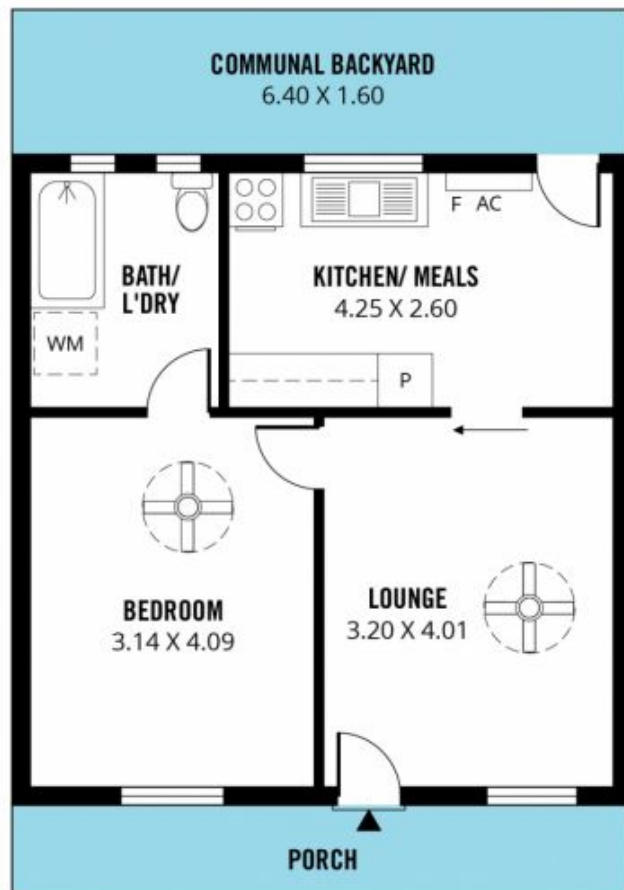 COMMUNAL BACKYARD
6.40 X 1.60
F AC
BATH/
L'DRY
KITCHEN/ MEALS
4.25 X 2.60
WM
P
BEDROOM
3.14 X 4.09
LOUNGE
3.20 X 4.01
PORCH